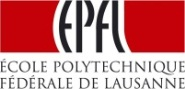 EPFL
ÉCOLE POLYTECHNIQUE
FÉDÉRALE DE LAUSANNE